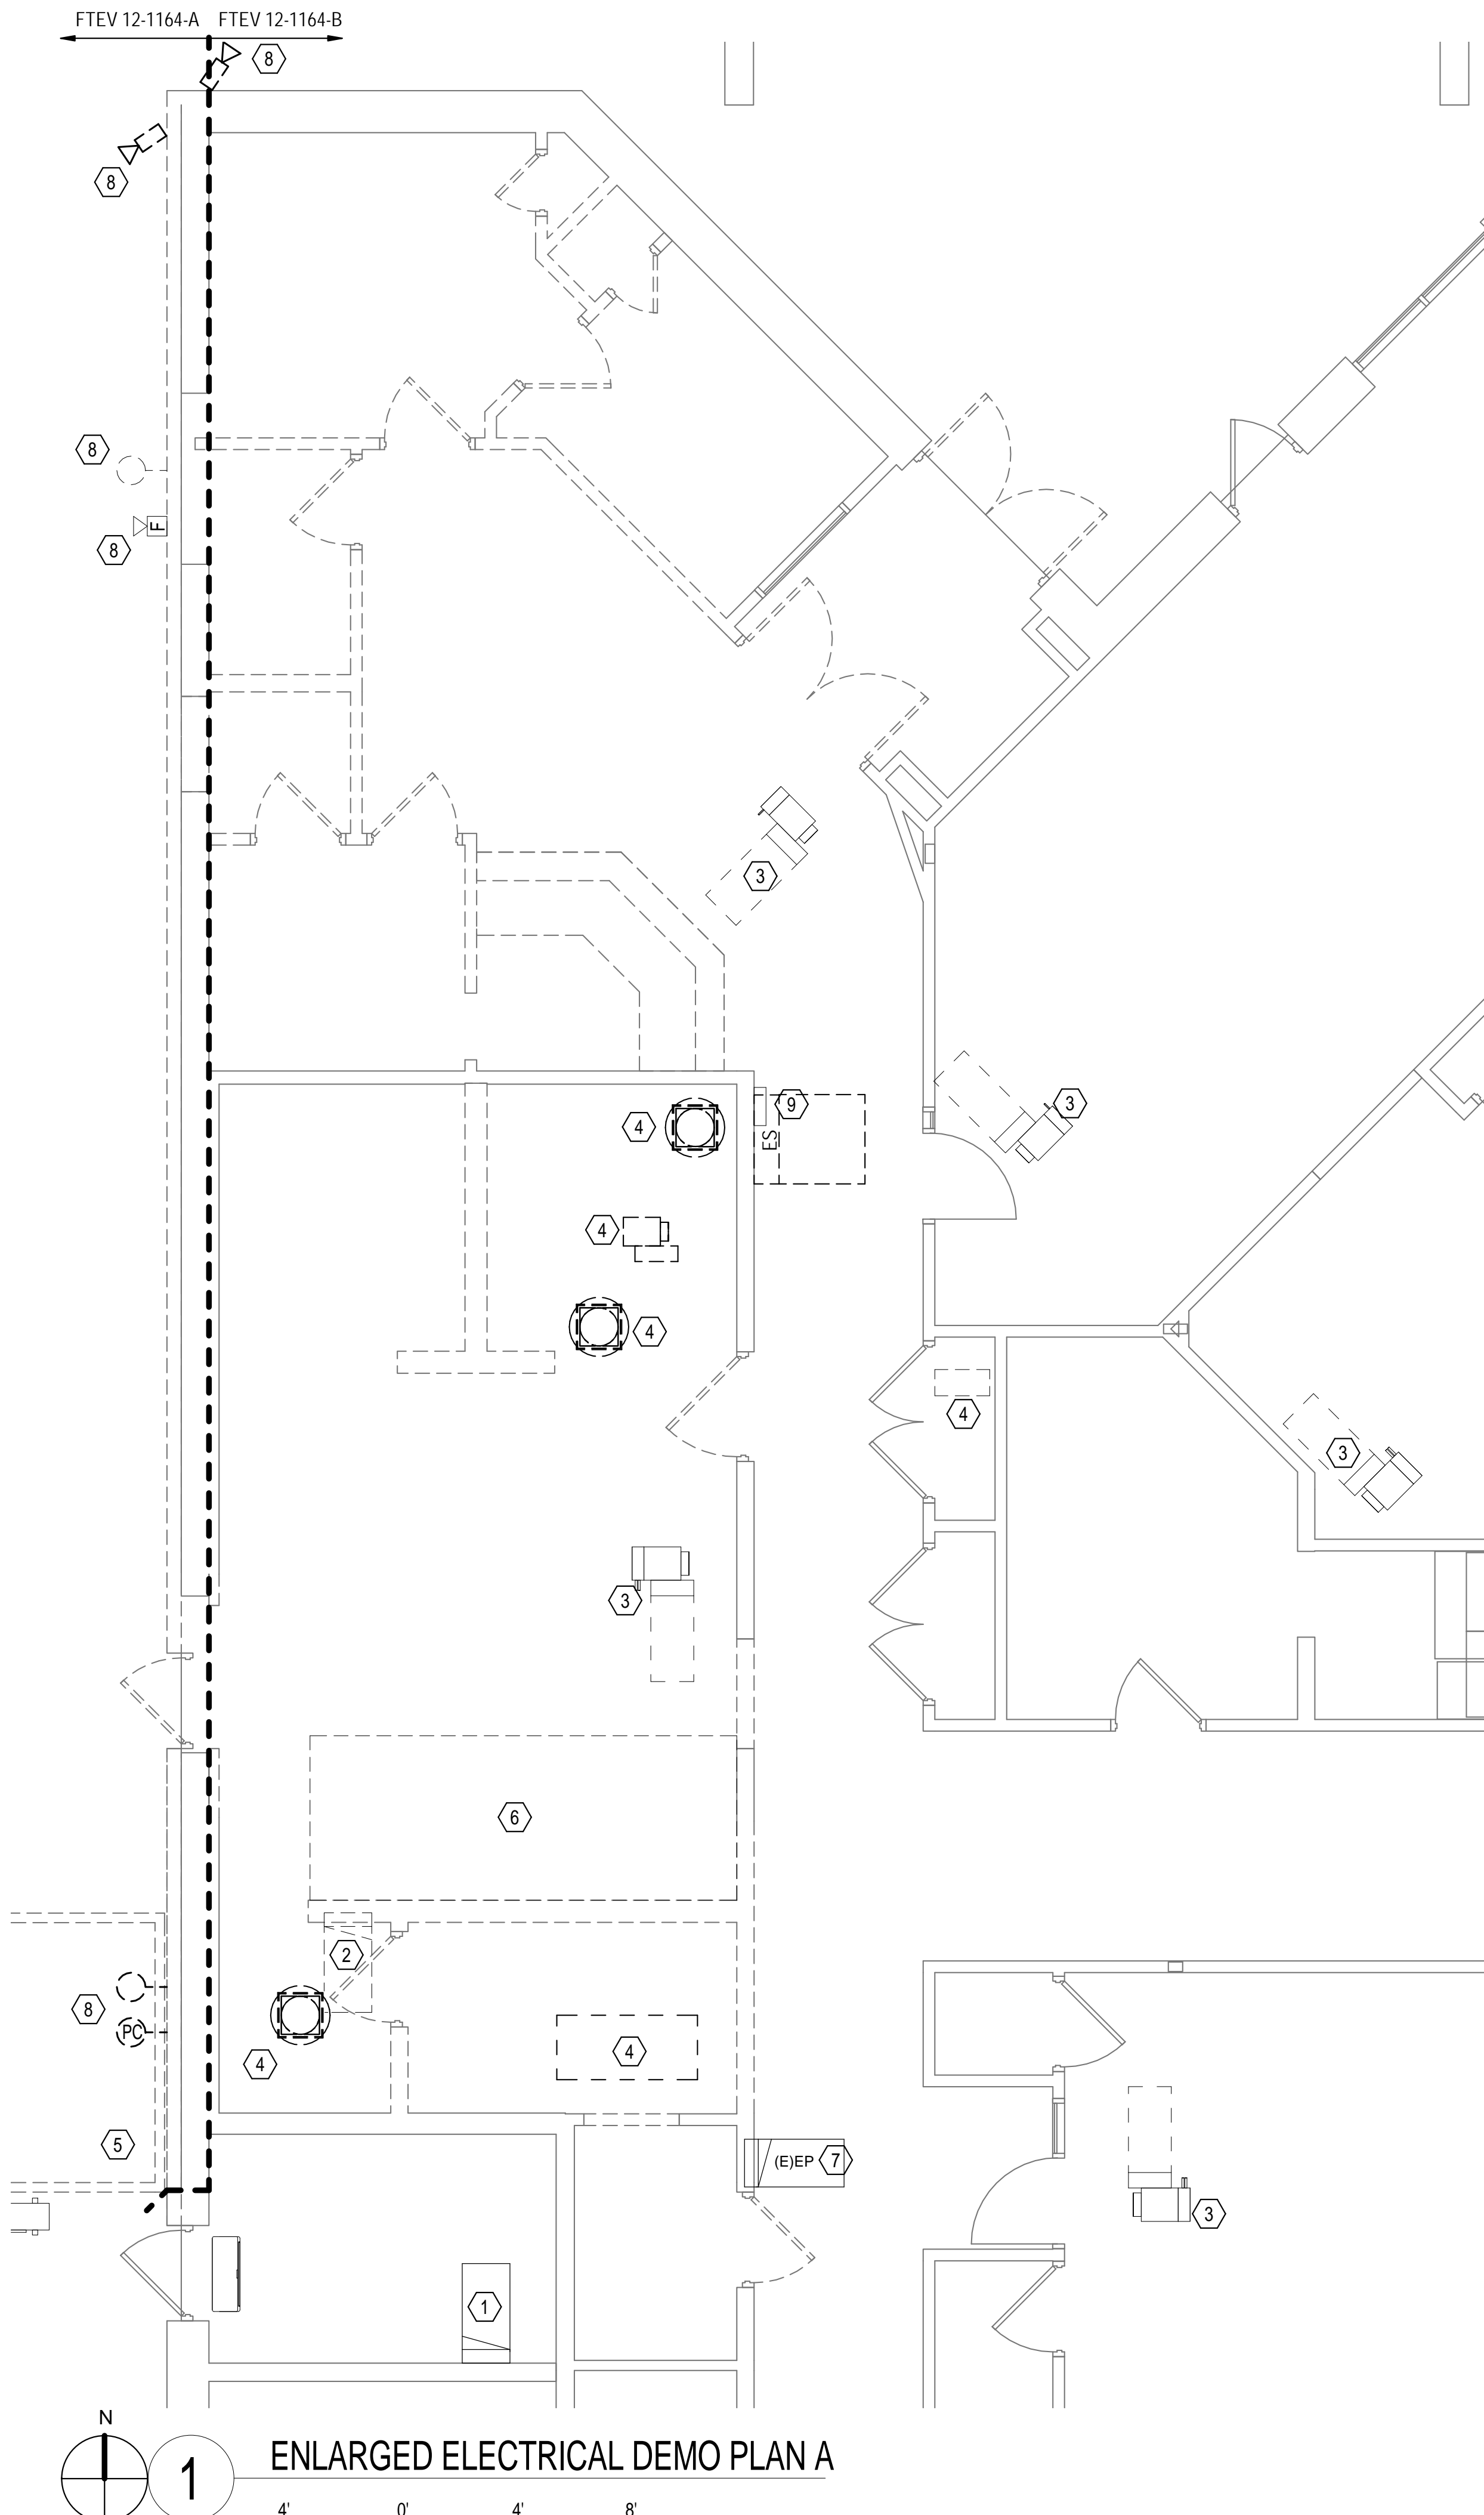 FTEV 12-1164-A FTEV 12-1164-B
8
8
8
F
8
3
9
3
4
ES
4
4
4
3
3
6
2
8
PC
4
4
5
(E)EP 7
3
1
N
1 ENLARGED ELECTRICAL DEMO PLAN A
4' 0' 4' 8'